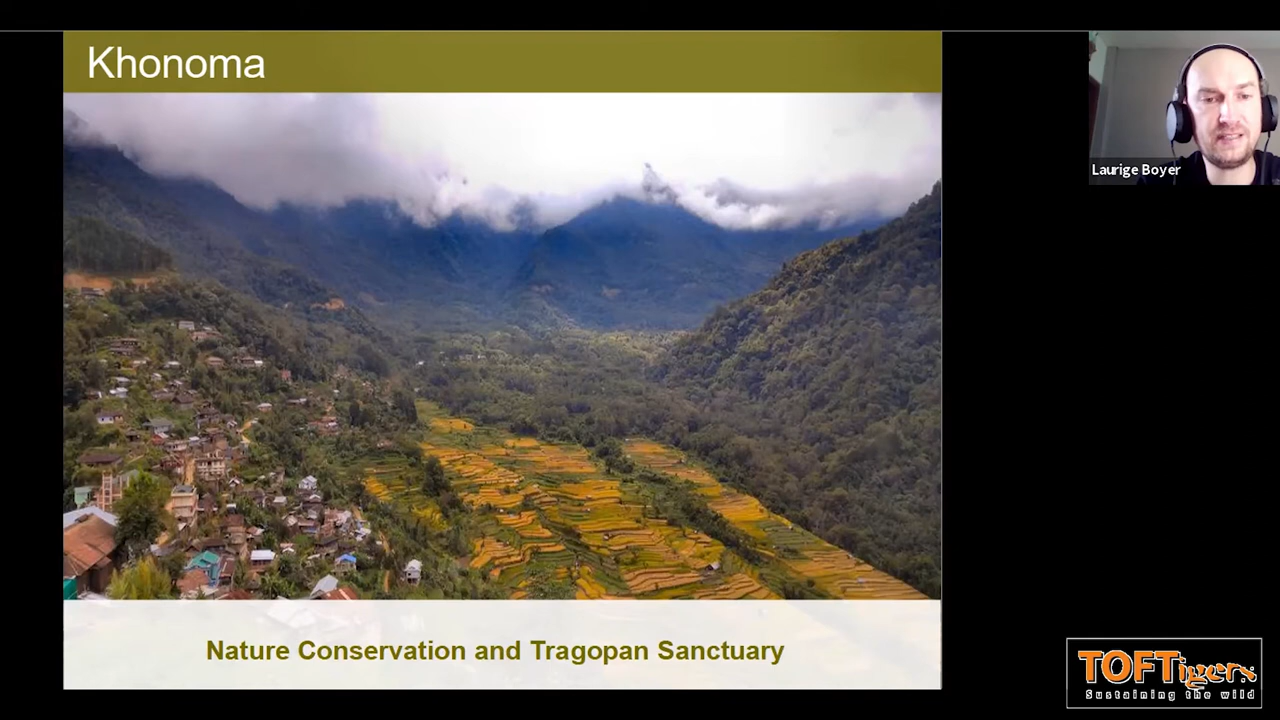 Khonoma
Laurige Boyer
Nature Conservation and Tragopan Sanctuary
TOFTigers
Sustaining the wild